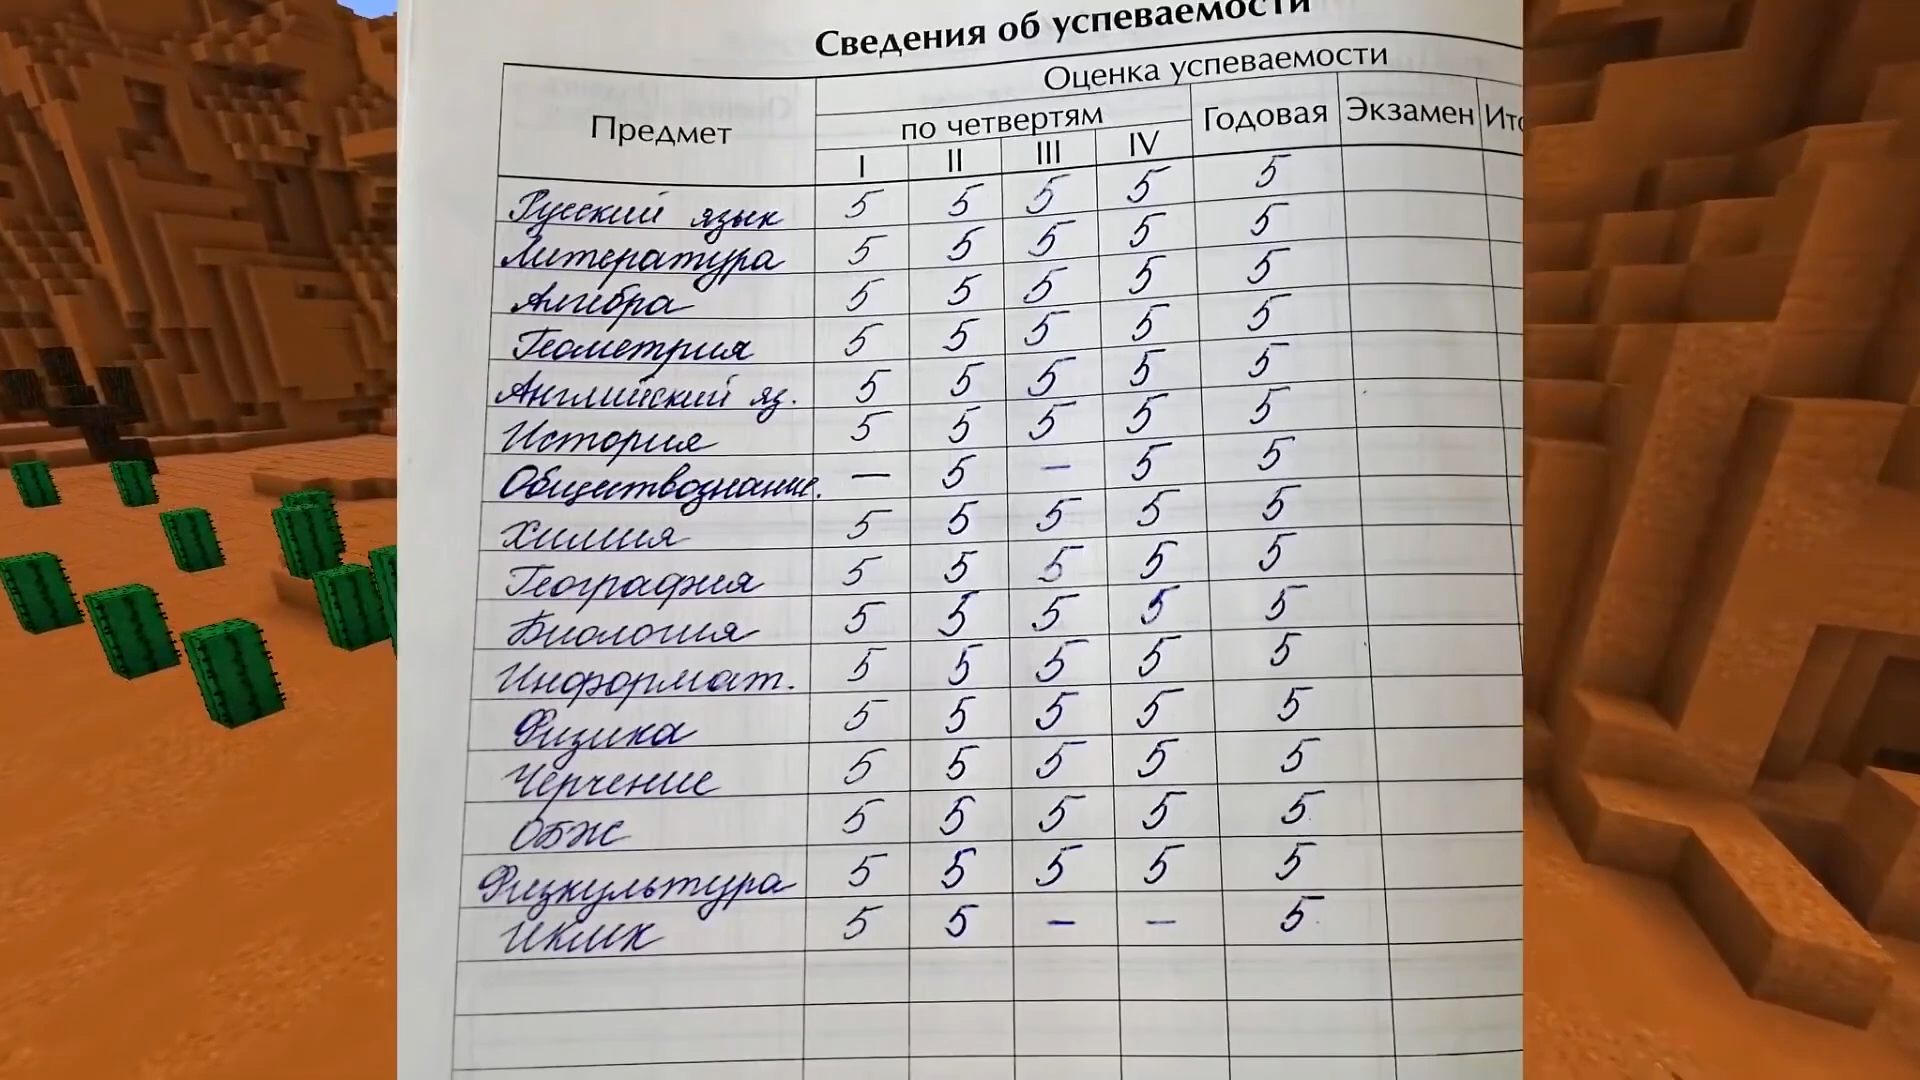 Сведения об успеваемости
Предмет
Оценка успеваемости
по четвертям Годовая Экзамен Ито
I II III IV
Русский язык 5 5 5 5 5
Литература 5 5 5 5 5
Алгебра 5 5 5 5 5
Геометрия 5 5 5 5 5
Английский яз. 5 5 5 5 5
История 5 5 5 5 5
Обществознание. — 5 — 5 5
Химия 5 5 5 5 5
География 5 5 5 5 5
Биология 5 5 5 5 5
Информат. 5 5 5 5 5
Физика 5 5 5 5 5
Черчение 5 5 5 5 5
ОБЖ 5 5 5 5 5
Физкультура 5 5 5 5 5
ИКМК 5 5 — — 5